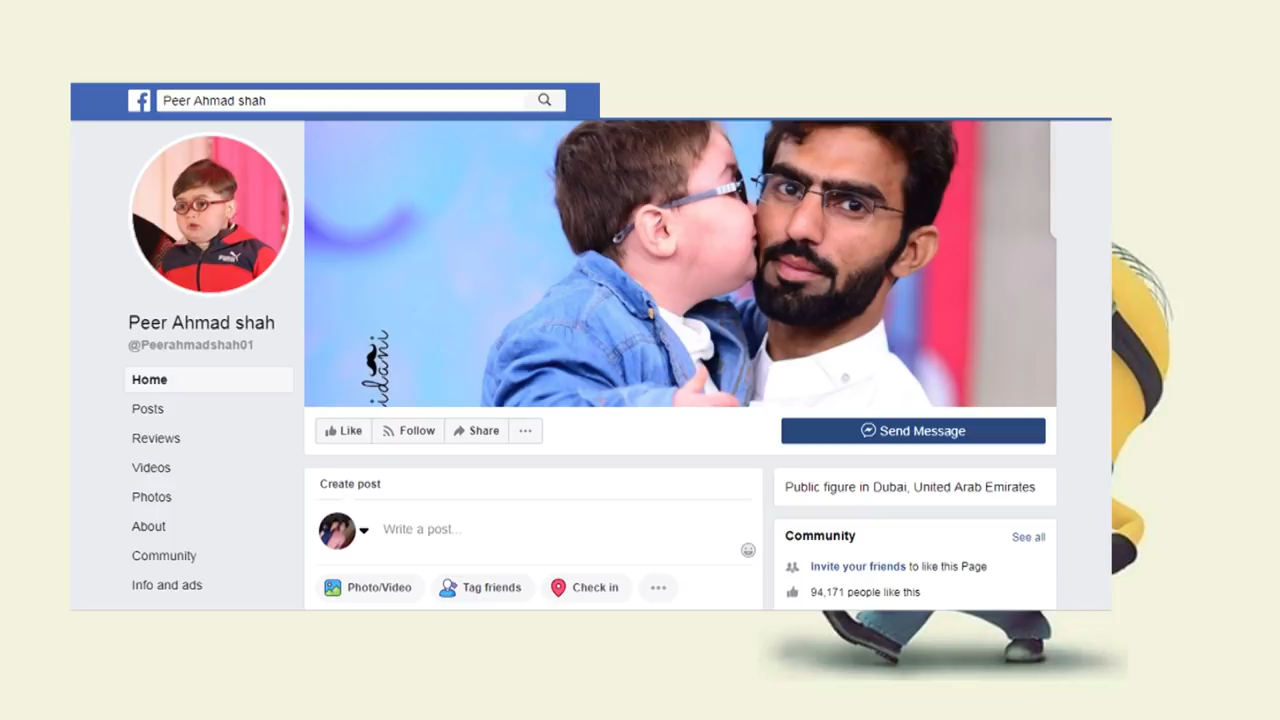 Peer Ahmad shah
PUMA
Peer Ahmad shah
@Peerahmadshah01
Home
Posts
Reviews
Videos
Photos
About
Community
Info and ads
idani
Like
Follow
Share
Send Message
Create post
Write a post...
Photo/Video
Tag friends
Check in
Public figure in Dubai, United Arab Emirates
Community
See all
Invite your friends to like this Page
94,171 people like this